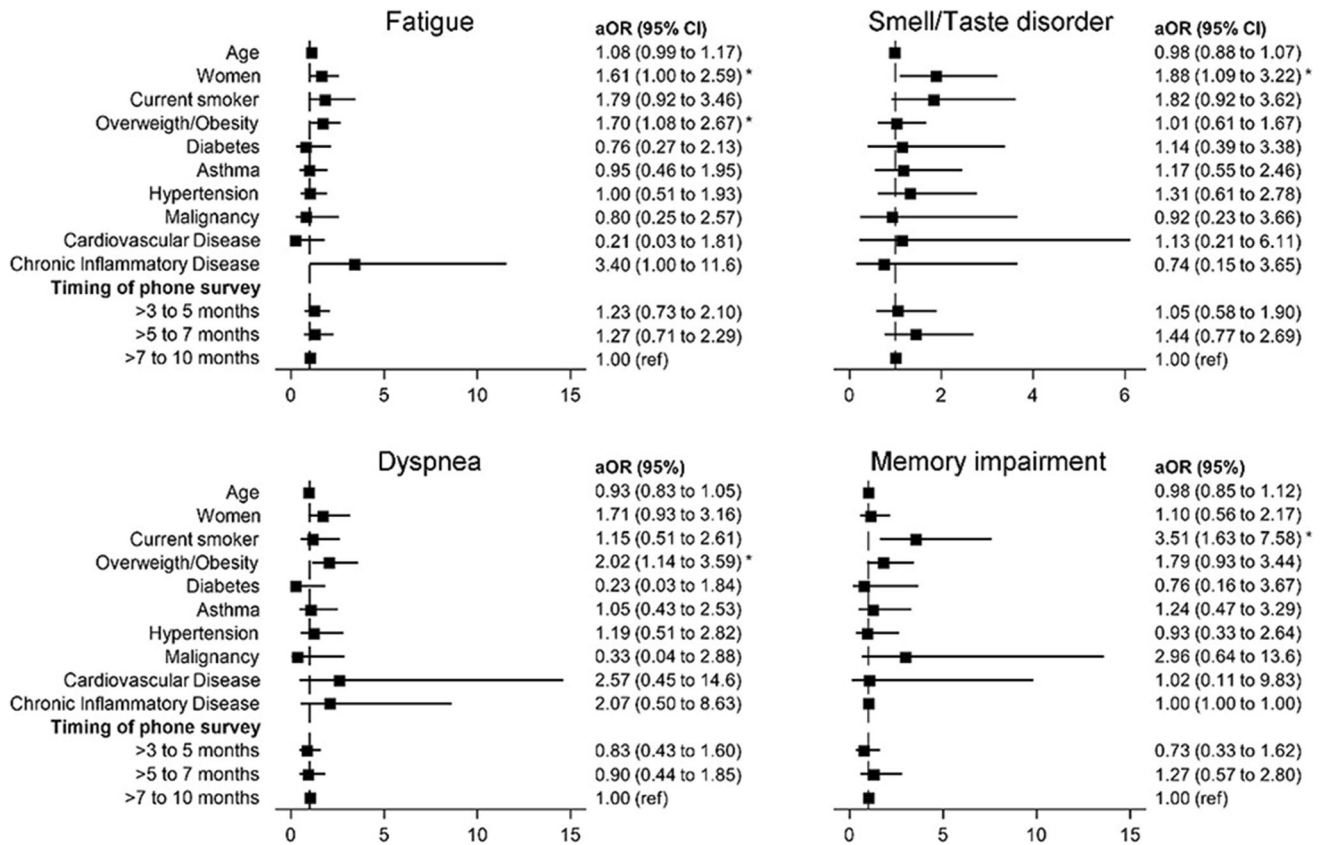 Fatigue
aOR (95% CI)
Age 1.08 (0.99 to 1.17)
Women 1.61 (1.00 to 2.59) *
Current smoker 1.79 (0.92 to 3.46)
Overweigth/Obesity 1.70 (1.08 to 2.67) *
Diabetes 0.76 (0.27 to 2.13)
Asthma 0.95 (0.46 to 1.95)
Hypertension 1.00 (0.51 to 1.93)
Malignancy 0.80 (0.25 to 2.57)
Cardiovascular Disease 0.21 (0.03 to 1.81)
Chronic Inflammatory Disease 3.40 (1.00 to 11.6)
Timing of phone survey
>3 to 5 months 1.23 (0.73 to 2.10)
>5 to 7 months 1.27 (0.71 to 2.29)
>7 to 10 months 1.00 (ref)
0 5 10 15
Smell/Taste disorder
aOR (95% CI)
0.98 (0.88 to 1.07)
1.88 (1.09 to 3.22) *
1.82 (0.92 to 3.62)
1.01 (0.61 to 1.67)
1.14 (0.39 to 3.38)
1.17 (0.55 to 2.46)
1.31 (0.61 to 2.78)
0.92 (0.23 to 3.66)
1.13 (0.21 to 6.11)
0.74 (0.15 to 3.65)
1.05 (0.58 to 1.90)
1.44 (0.77 to 2.69)
1.00 (ref)
0 2 4 6
Dyspnea
aOR (95%)
Age 0.93 (0.83 to 1.05)
Women 1.71 (0.93 to 3.16)
Current smoker 1.15 (0.51 to 2.61)
Overweigth/Obesity 2.02 (1.14 to 3.59) *
Diabetes 0.23 (0.03 to 1.84)
Asthma 1.05 (0.43 to 2.53)
Hypertension 1.19 (0.51 to 2.82)
Malignancy 0.33 (0.04 to 2.88)
Cardiovascular Disease 2.57 (0.45 to 14.6)
Chronic Inflammatory Disease 2.07 (0.50 to 8.63)
Timing of phone survey
>3 to 5 months 0.83 (0.43 to 1.60)
>5 to 7 months 0.90 (0.44 to 1.85)
>7 to 10 months 1.00 (ref)
0 5 10 15
Memory impairment
aOR (95%)
0.98 (0.85 to 1.12)
1.10 (0.56 to 2.17)
3.51 (1.63 to 7.58) *
1.79 (0.93 to 3.44)
0.76 (0.16 to 3.67)
1.24 (0.47 to 3.29)
0.93 (0.33 to 2.64)
2.96 (0.64 to 13.6)
1.02 (0.11 to 9.83)
1.00 (1.00 to 1.00)
0.73 (0.33 to 1.62)
1.27 (0.57 to 2.80)
1.00 (ref)
0 5 10 15